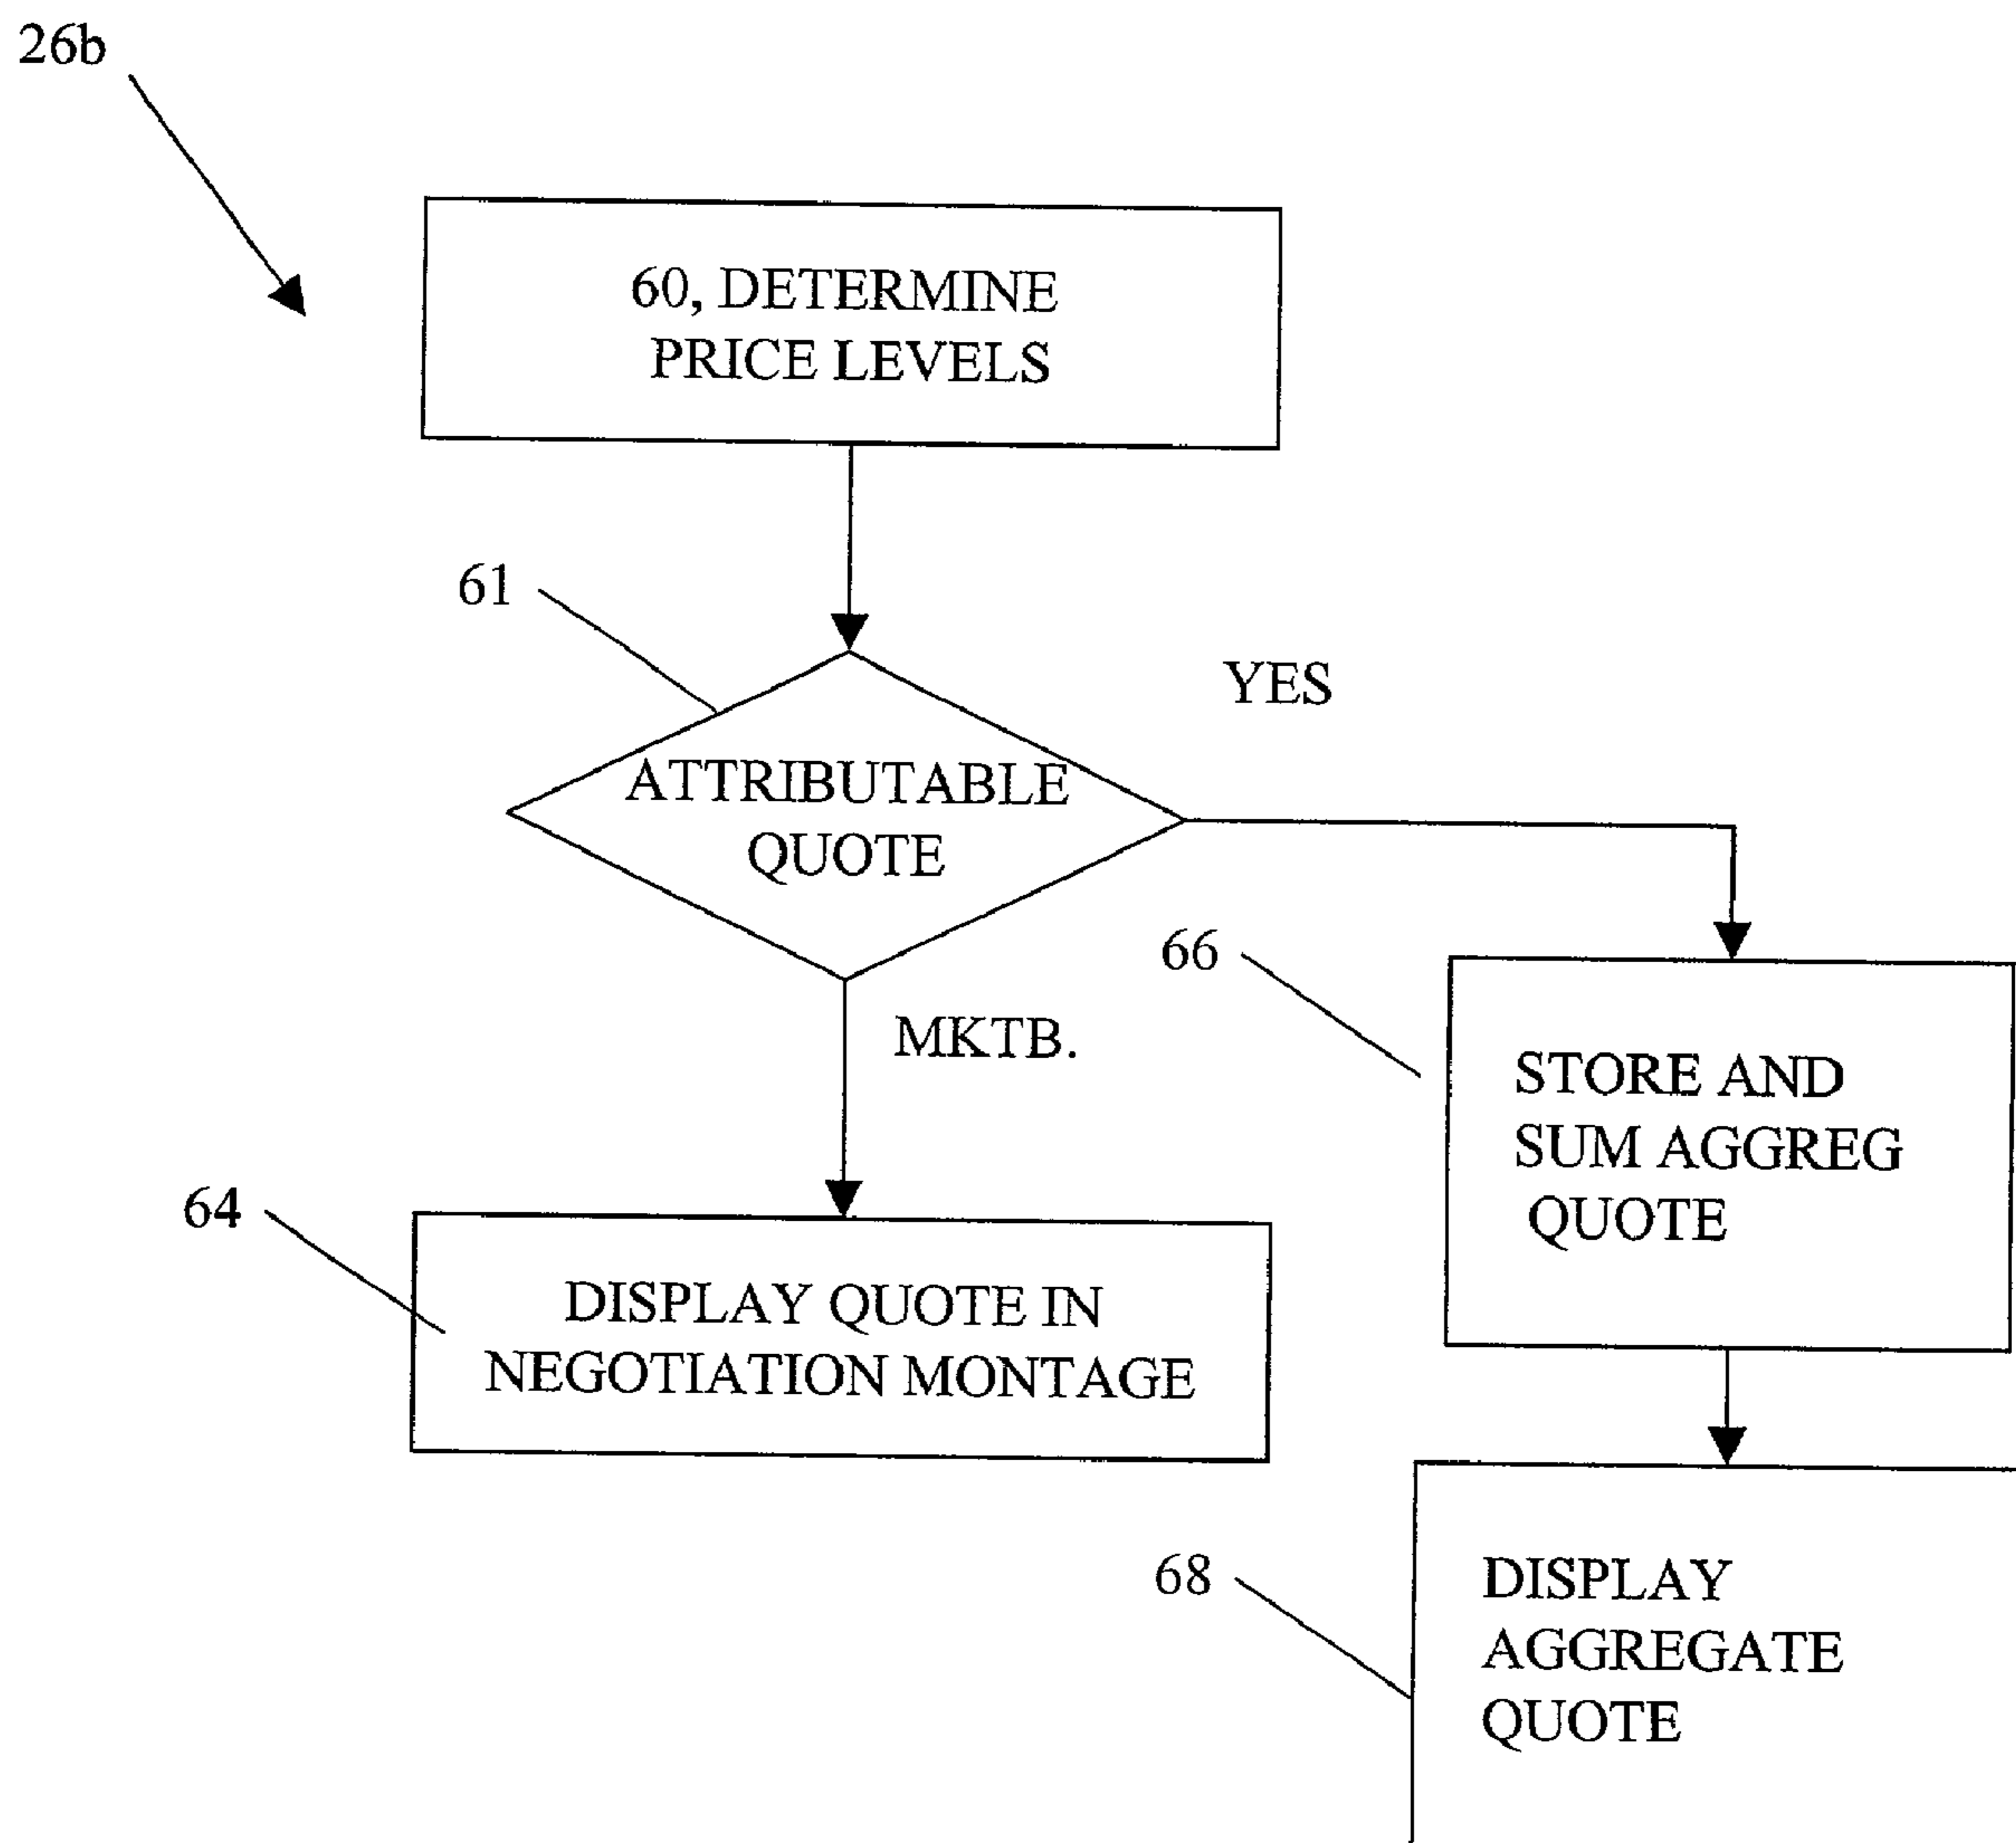 26b
60, DETERMINE
PRICE LEVELS
61
YES
ATTRIBUTABLE
QUOTE
66
MKTB.
STORE AND
SUM AGGREG
QUOTE
64
DISPLAY QUOTE IN
NEGOTIATION MONTAGE
68
DISPLAY
AGGREGATE
QUOTE